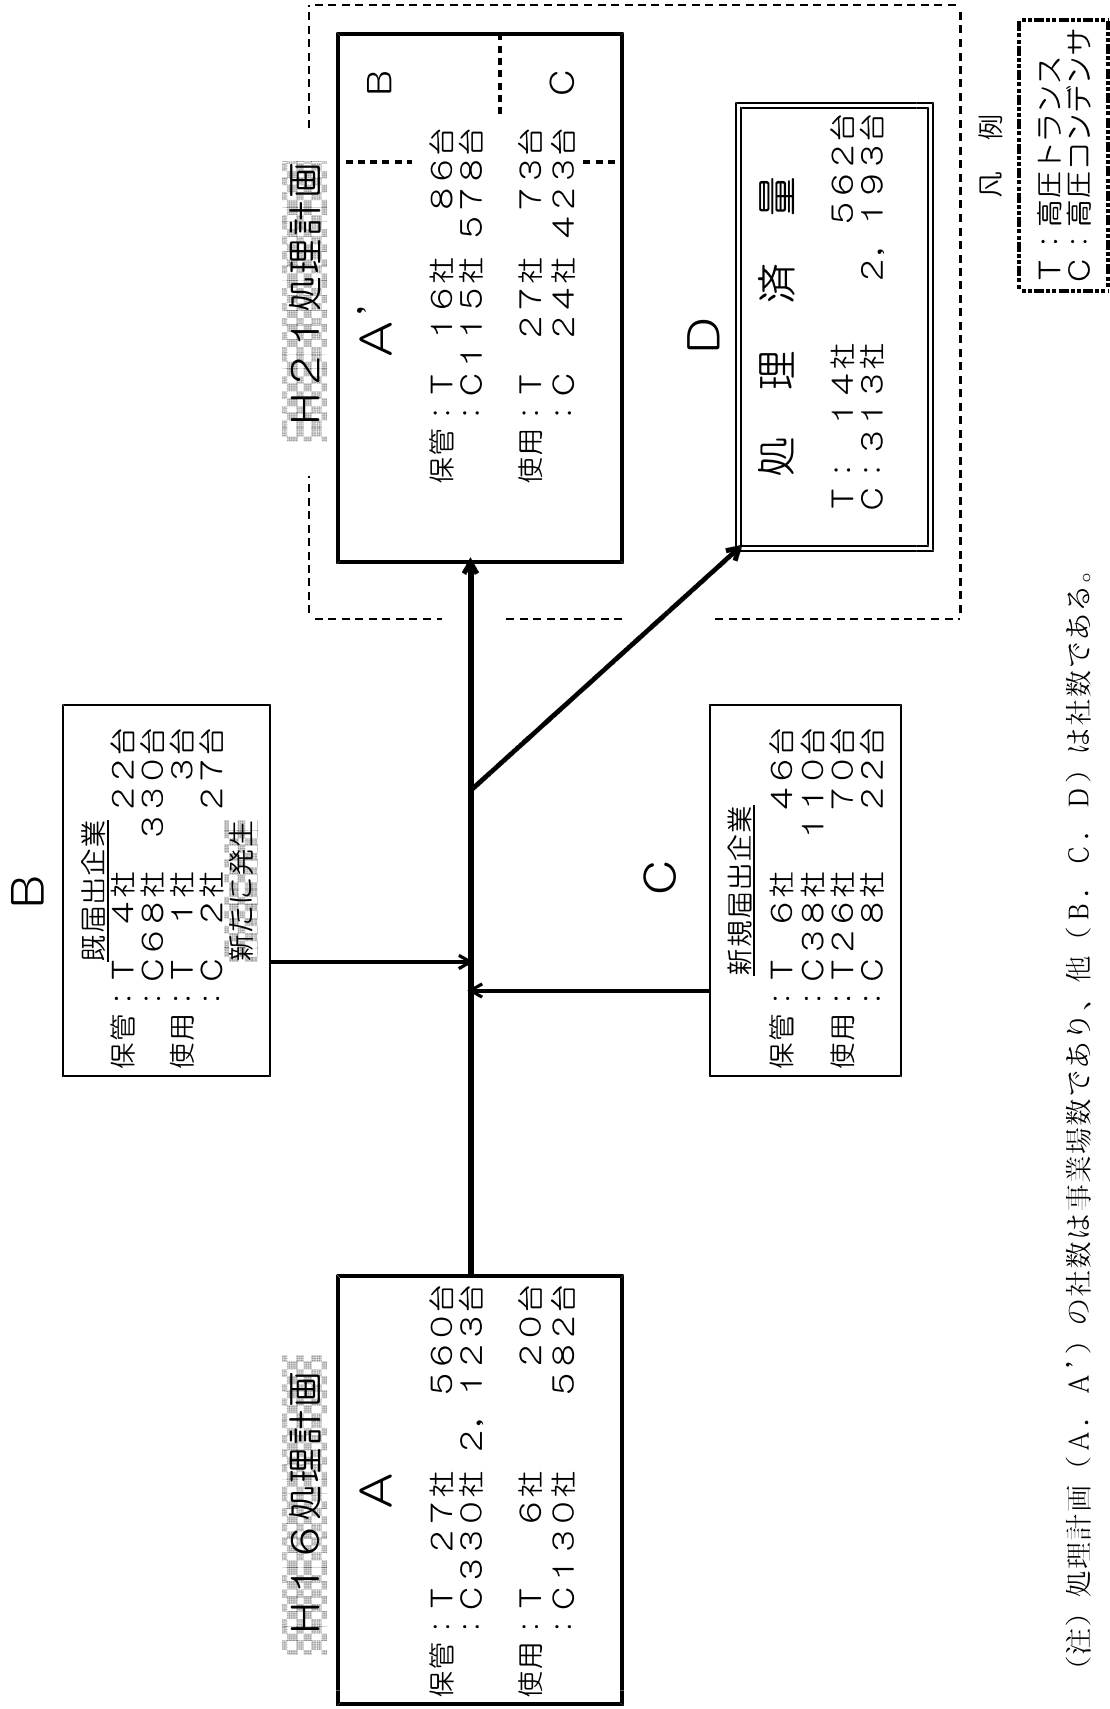 Ｈ１６処理計画
Ａ
保管：Ｔ　２７社　５６０台
：Ｃ３３０社　２，１２３台
使用：Ｔ　６社　２０台
：Ｃ１３０社　５８２台
Ｂ
既届出企業
保管：Ｔ　４社　２２台
：Ｃ６８社　３３０台
使用：Ｔ　１社　３台
：Ｃ　２社　２７台
新たに発生
Ｃ
新規届出企業
保管：Ｔ　６社　４６台
：Ｃ３８社　１１０台
使用：Ｔ２６社　７０台
：Ｃ　８社　２２台
Ｈ２１処理計画
Ａ’
Ｂ
保管：Ｔ　１６社　８６台
：Ｃ１１５社　５７８台
使用：Ｔ　２７社　７３台
：Ｃ　２４社　４２３台
Ｃ
Ｄ
処　理　済　量
Ｔ：　１４社　５６２台
Ｃ：３１３社　２，１９３台
凡　例
Ｔ：高圧トランス
Ｃ：高圧コンデンサ
（注）処理計画（Ａ．Ａ’）の社数は事業場数であり、他（Ｂ．Ｃ．Ｄ）は社数である。